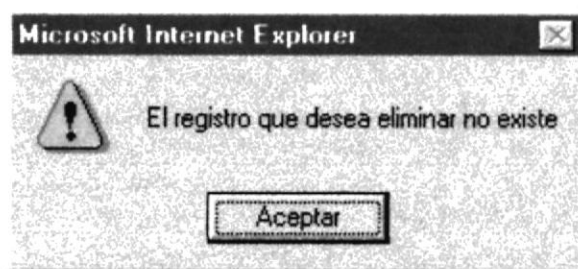 Microsoft Internet Explorer
El registro que desea eliminar no existe
Aceptar